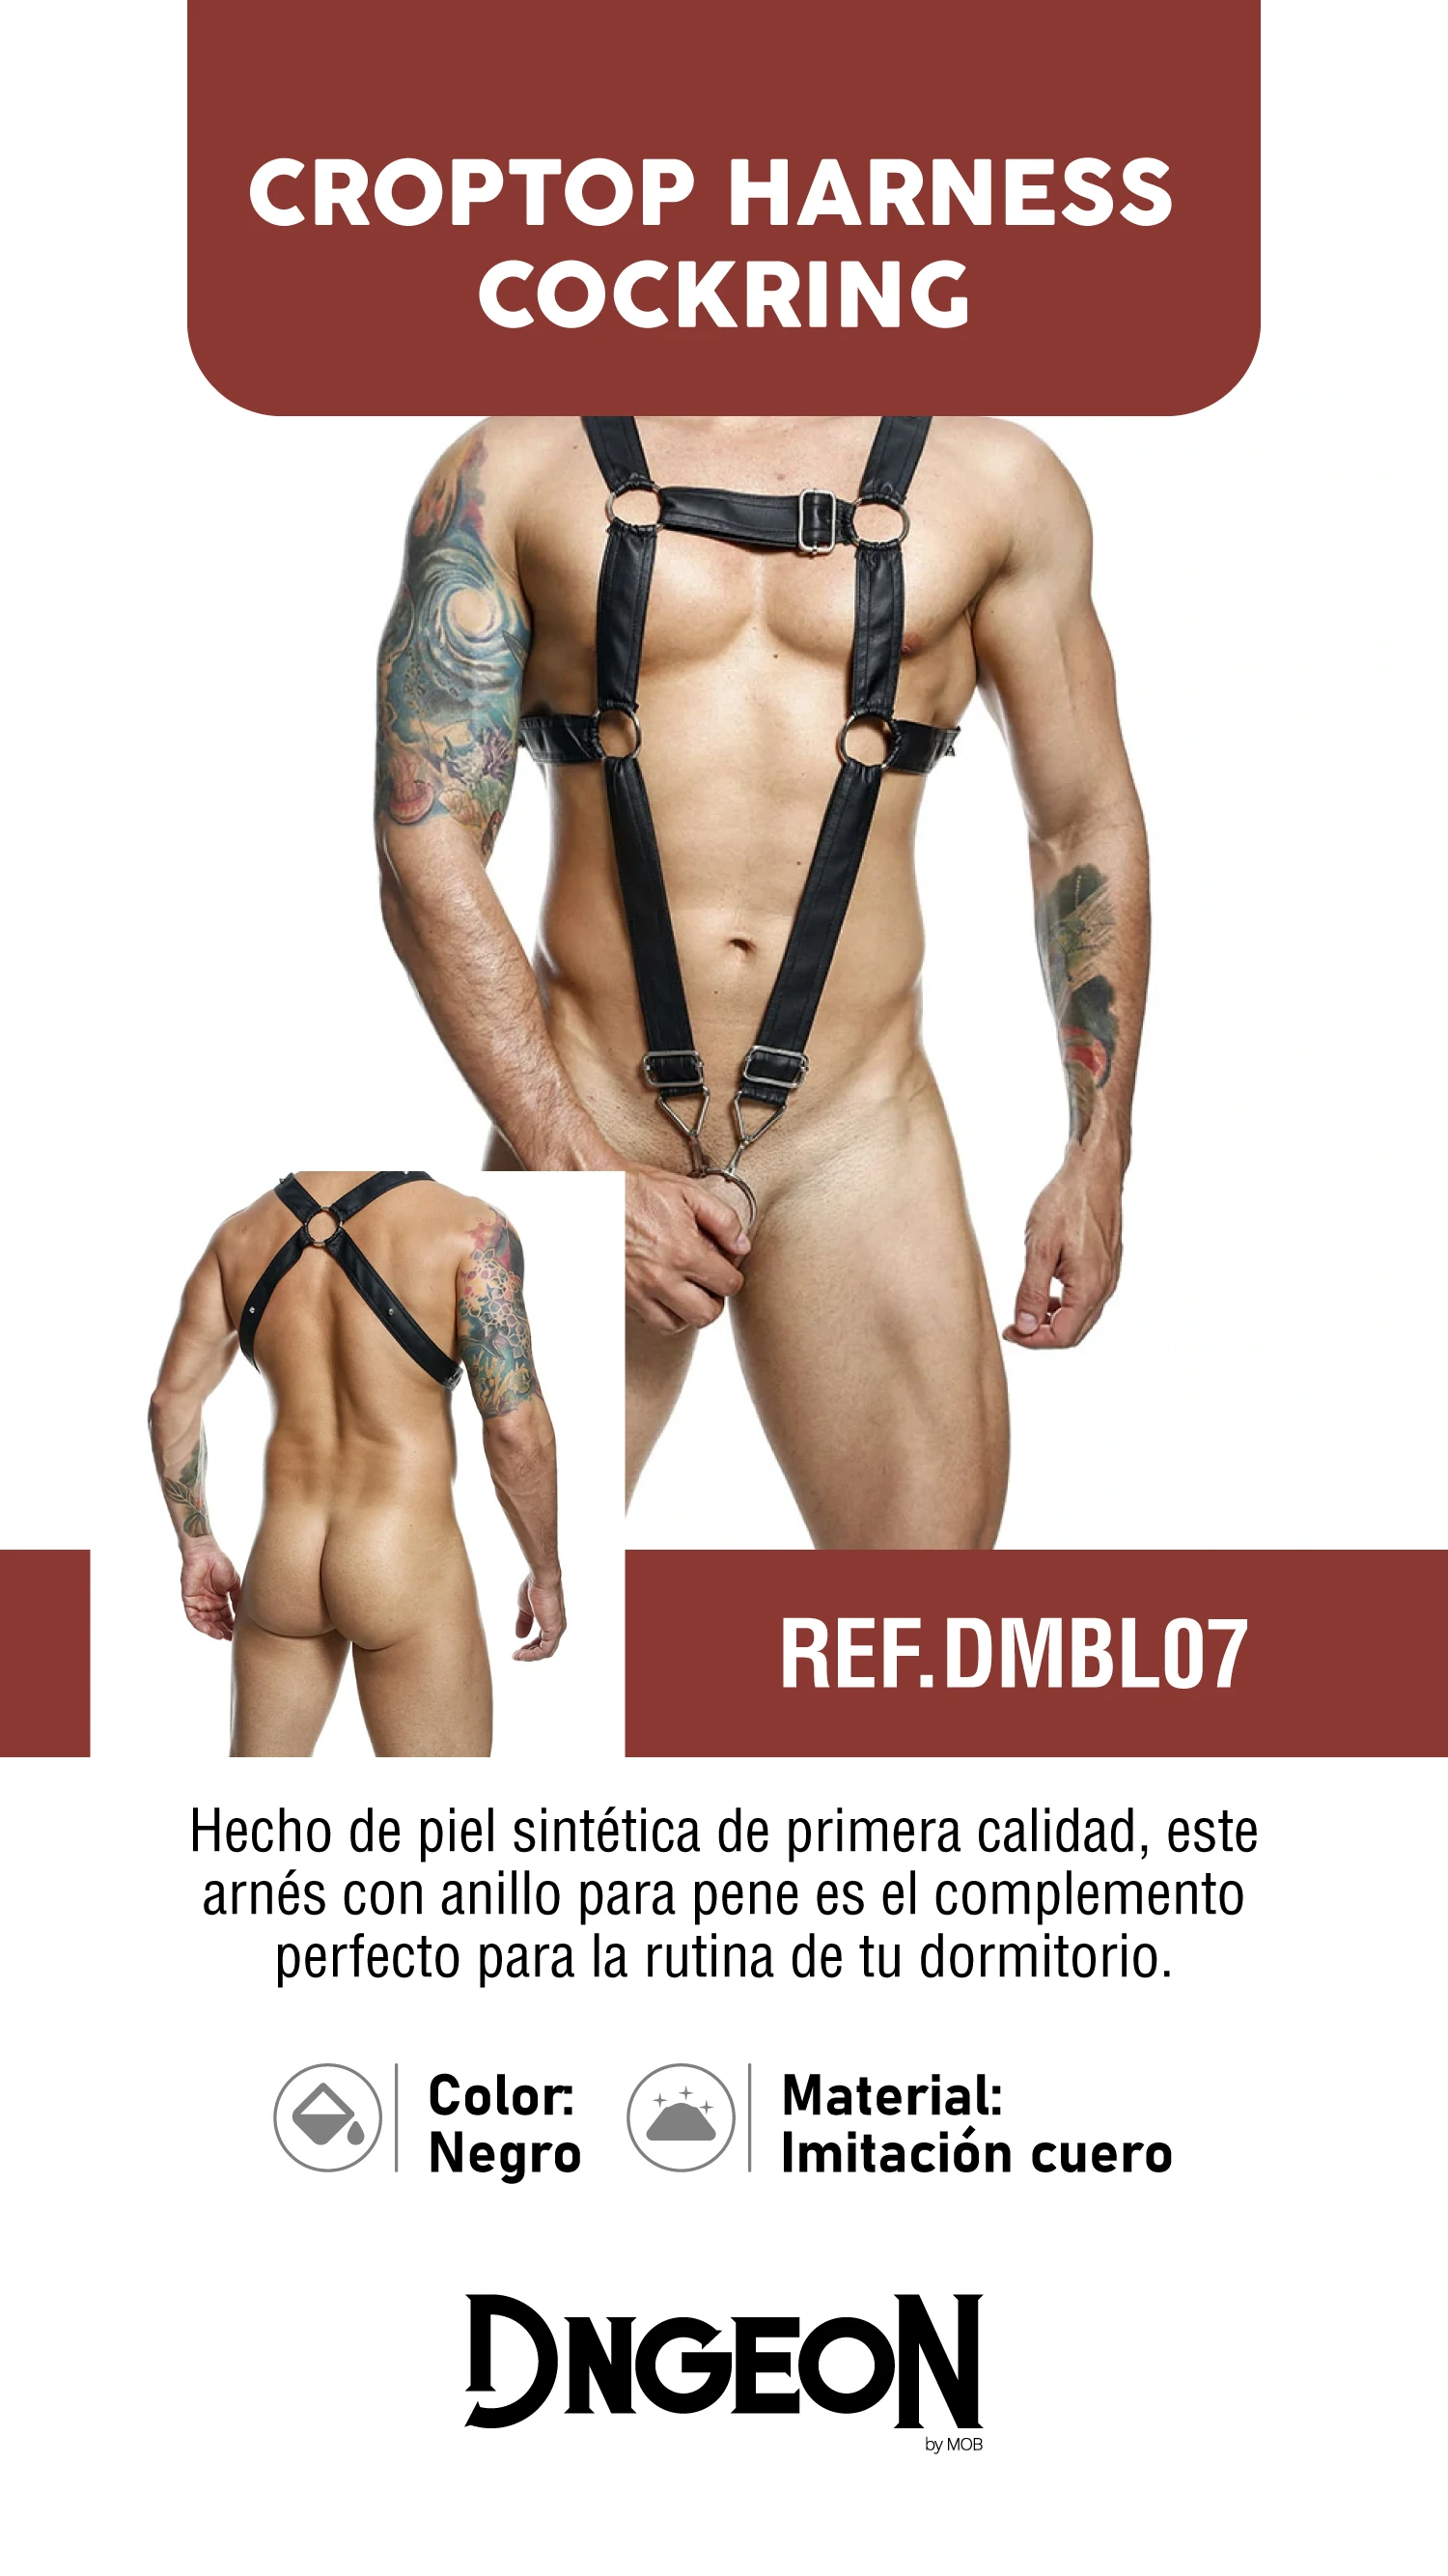 CROPTOP HARNESS
COCKRING
REF.DMBL07
Hecho de piel sintética de primera calidad, este
arnés con anillo para pene es el complemento
perfecto para la rutina de tu dormitorio.
Color:
Negro
Material:
Imitación cuero
DNGEON
by MOB